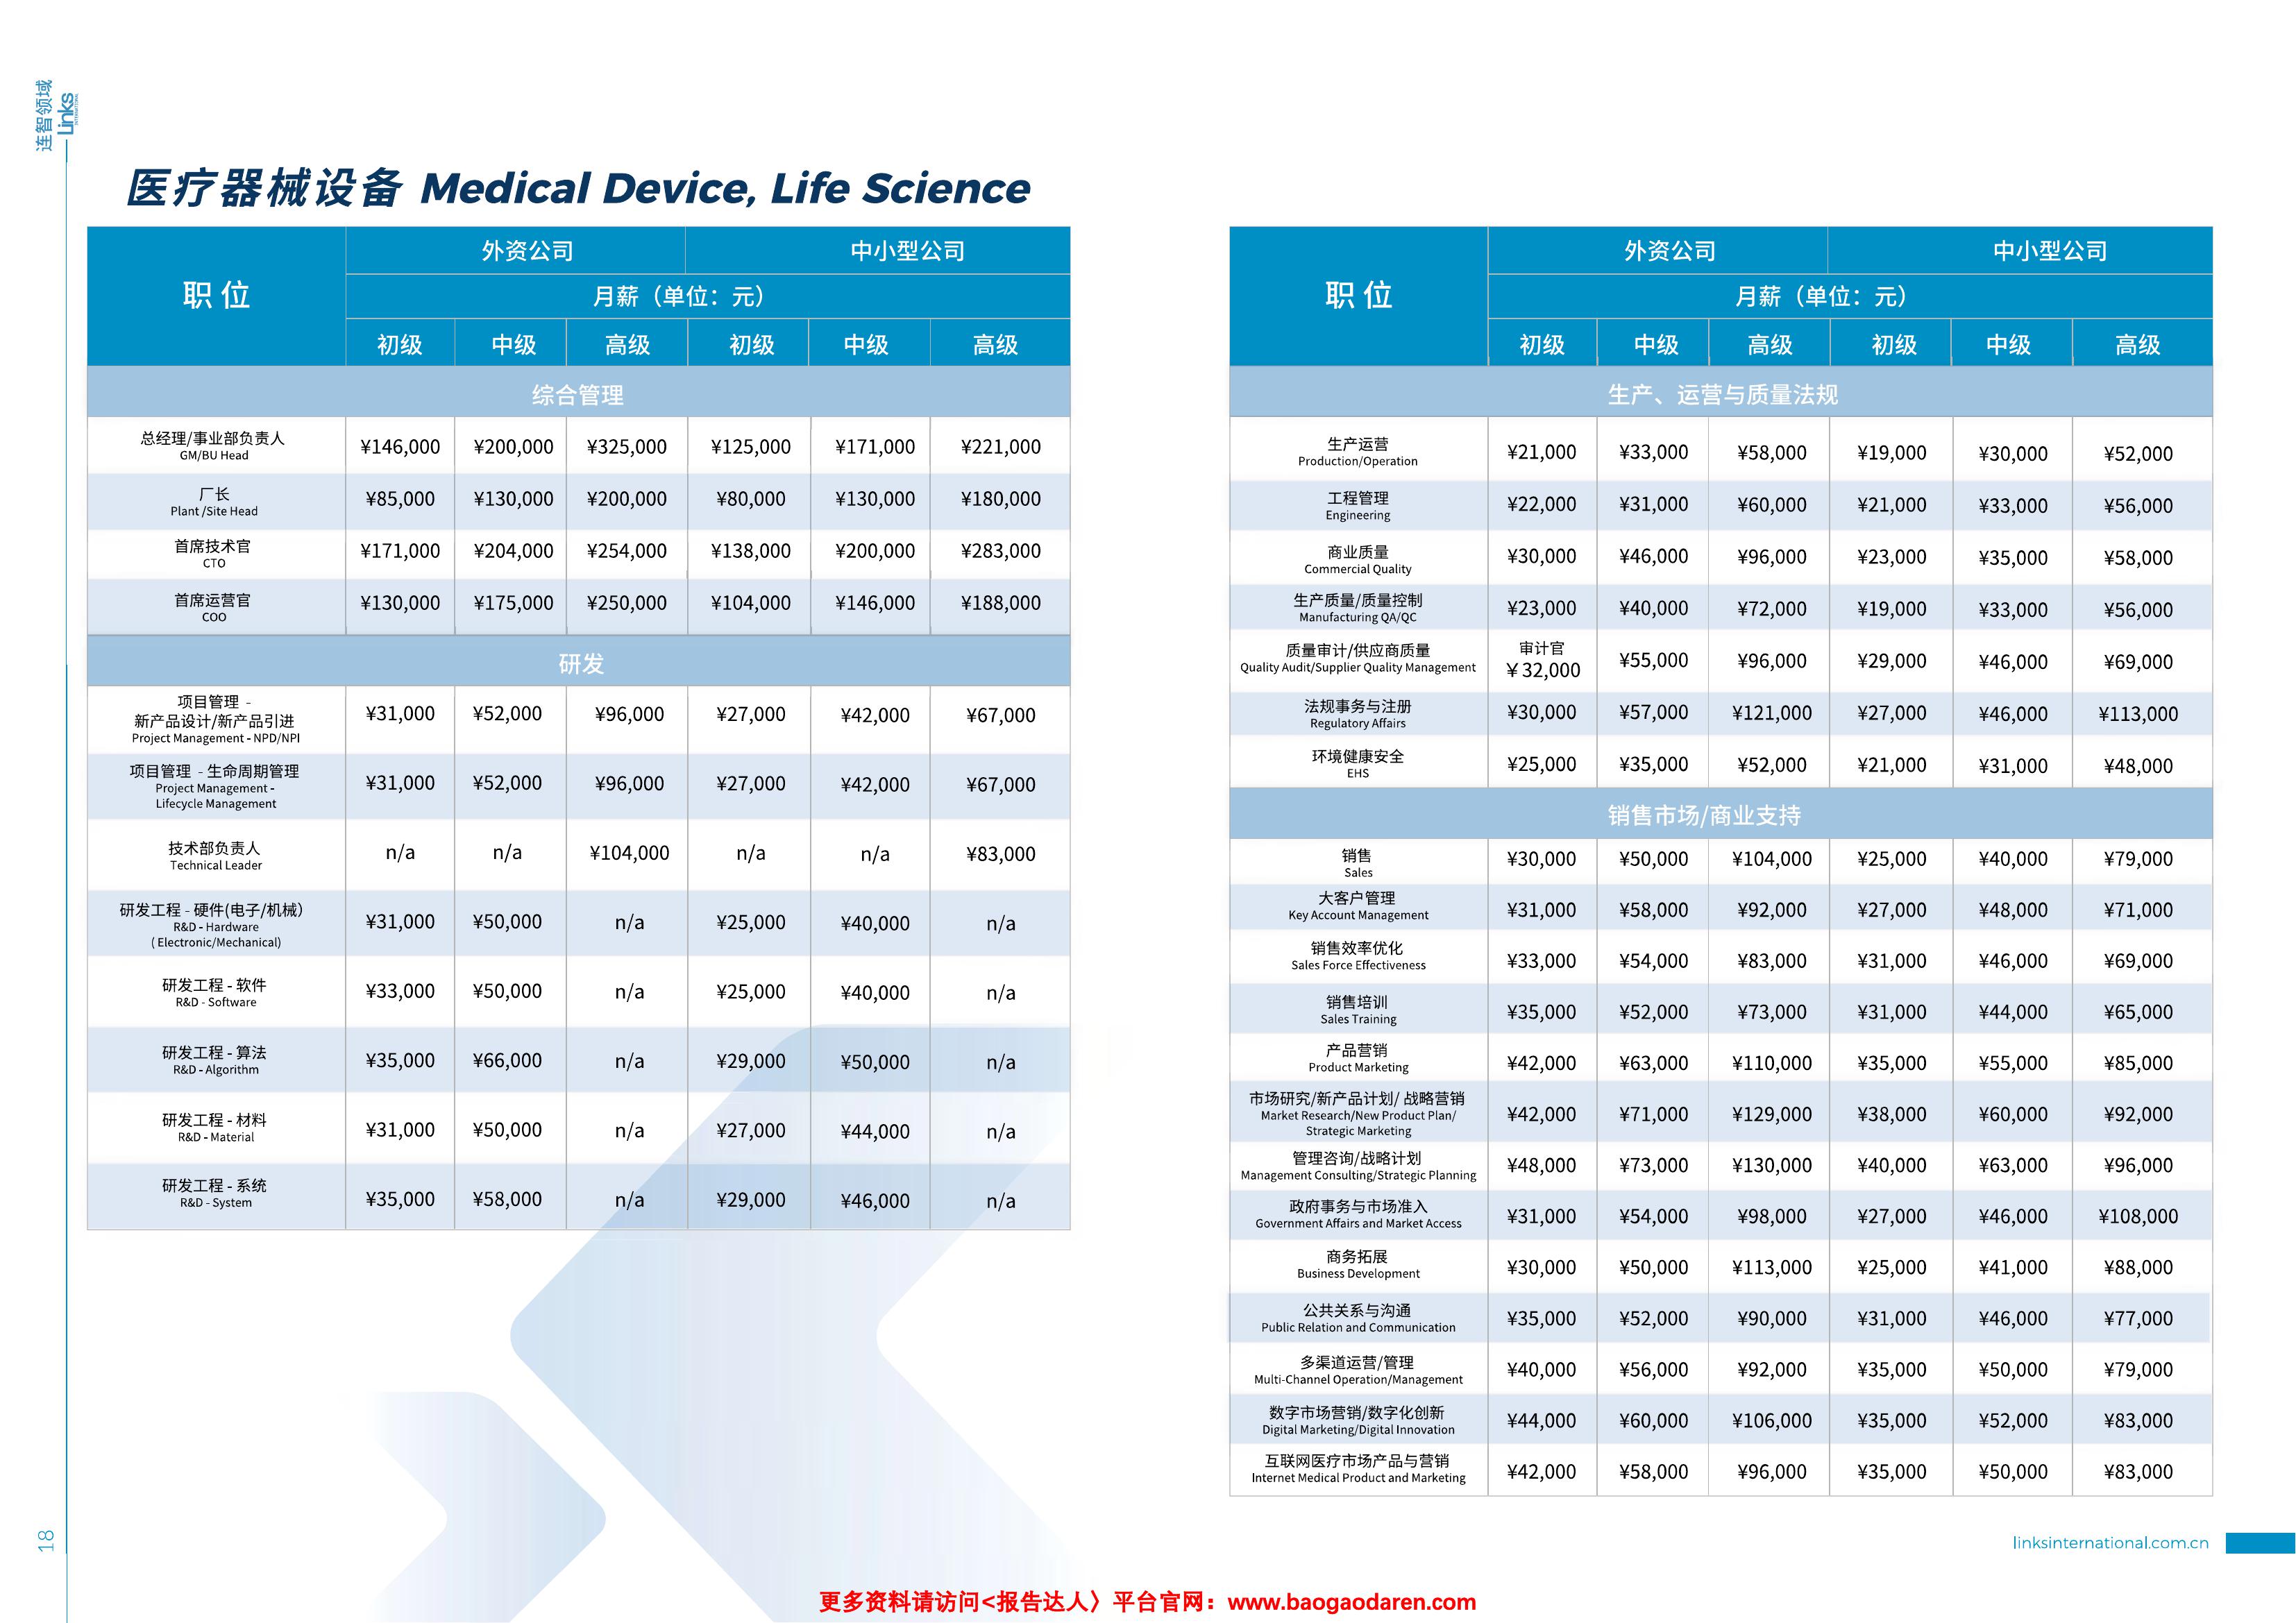 连智领域
Links
INTERNATIONAL
医疗器械设备 Medical Device, Life Science
职 位
外资公司
中小型公司
月薪（单位：元）
初级 中级 高级 初级 中级 高级
综合管理
总经理/事业部负责人
GM/BU Head
¥146,000 ¥200,000 ¥325,000 ¥125,000 ¥171,000 ¥221,000
厂长
Plant /Site Head
¥85,000 ¥130,000 ¥200,000 ¥80,000 ¥130,000 ¥180,000
首席技术官
CTO
¥171,000 ¥204,000 ¥254,000 ¥138,000 ¥200,000 ¥283,000
首席运营官
COO
¥130,000 ¥175,000 ¥250,000 ¥104,000 ¥146,000 ¥188,000
研发
项目管理 -
新产品设计/新产品引进
Project Management - NPD/NPI
¥31,000 ¥52,000 ¥96,000 ¥27,000 ¥42,000 ¥67,000
项目管理 - 生命周期管理
Project Management -
Lifecycle Management
¥31,000 ¥52,000 ¥96,000 ¥27,000 ¥42,000 ¥67,000
技术部负责人
Technical Leader
n/a n/a ¥104,000 n/a n/a ¥83,000
研发工程 - 硬件(电子/机械）
R&D - Hardware
( Electronic/Mechanical)
¥31,000 ¥50,000 n/a ¥25,000 ¥40,000 n/a
研发工程 - 软件
R&D - Software
¥33,000 ¥50,000 n/a ¥25,000 ¥40,000 n/a
研发工程 - 算法
R&D - Algorithm
¥35,000 ¥66,000 n/a ¥29,000 ¥50,000 n/a
研发工程 - 材料
R&D - Material
¥31,000 ¥50,000 n/a ¥27,000 ¥44,000 n/a
研发工程 - 系统
R&D - System
¥35,000 ¥58,000 n/a ¥29,000 ¥46,000 n/a
职 位
外资公司
中小型公司
月薪（单位：元）
初级 中级 高级 初级 中级 高级
生产、运营与质量法规
生产运营
Production/Operation
¥21,000 ¥33,000 ¥58,000 ¥19,000 ¥30,000 ¥52,000
工程管理
Engineering
¥22,000 ¥31,000 ¥60,000 ¥21,000 ¥33,000 ¥56,000
商业质量
Commercial Quality
¥30,000 ¥46,000 ¥96,000 ¥23,000 ¥35,000 ¥58,000
生产质量/质量控制
Manufacturing QA/QC
¥23,000 ¥40,000 ¥72,000 ¥19,000 ¥33,000 ¥56,000
质量审计/供应商质量
Quality Audit/Supplier Quality Management
审计官
¥ 32,000 ¥55,000 ¥96,000 ¥29,000 ¥46,000 ¥69,000
法规事务与注册
Regulatory Affairs
¥30,000 ¥57,000 ¥121,000 ¥27,000 ¥46,000 ¥113,000
环境健康安全
EHS
¥25,000 ¥35,000 ¥52,000 ¥21,000 ¥31,000 ¥48,000
销售市场/商业支持
销售
Sales
¥30,000 ¥50,000 ¥104,000 ¥25,000 ¥40,000 ¥79,000
大客户管理
Key Account Management
¥31,000 ¥58,000 ¥92,000 ¥27,000 ¥48,000 ¥71,000
销售效率优化
Sales Force Effectiveness
¥33,000 ¥54,000 ¥83,000 ¥31,000 ¥46,000 ¥69,000
销售培训
Sales Training
¥35,000 ¥52,000 ¥73,000 ¥31,000 ¥44,000 ¥65,000
产品营销
Product Marketing
¥42,000 ¥63,000 ¥110,000 ¥35,000 ¥55,000 ¥85,000
市场研究/新产品计划/ 战略营销
Market Research/New Product Plan/
Strategic Marketing
¥42,000 ¥71,000 ¥129,000 ¥38,000 ¥60,000 ¥92,000
管理咨询/战略计划
Management Consulting/Strategic Planning
¥48,000 ¥73,000 ¥130,000 ¥40,000 ¥63,000 ¥96,000
政府事务与市场准入
Government Affairs and Market Access
¥31,000 ¥54,000 ¥98,000 ¥27,000 ¥46,000 ¥108,000
商务拓展
Business Development
¥30,000 ¥50,000 ¥113,000 ¥25,000 ¥41,000 ¥88,000
公共关系与沟通
Public Relation and Communication
¥35,000 ¥52,000 ¥90,000 ¥31,000 ¥46,000 ¥77,000
多渠道运营/管理
Multi-Channel Operation/Management
¥40,000 ¥56,000 ¥92,000 ¥35,000 ¥50,000 ¥79,000
数字市场营销/数字化创新
Digital Marketing/Digital Innovation
¥44,000 ¥60,000 ¥106,000 ¥35,000 ¥52,000 ¥83,000
互联网医疗市场产品与营销
Internet Medical Product and Marketing
¥42,000 ¥58,000 ¥96,000 ¥35,000 ¥50,000 ¥83,000
18
linksinternational.com.cn
更多资料请访问<报告达人〉平台官网：www.baogaodaren.com